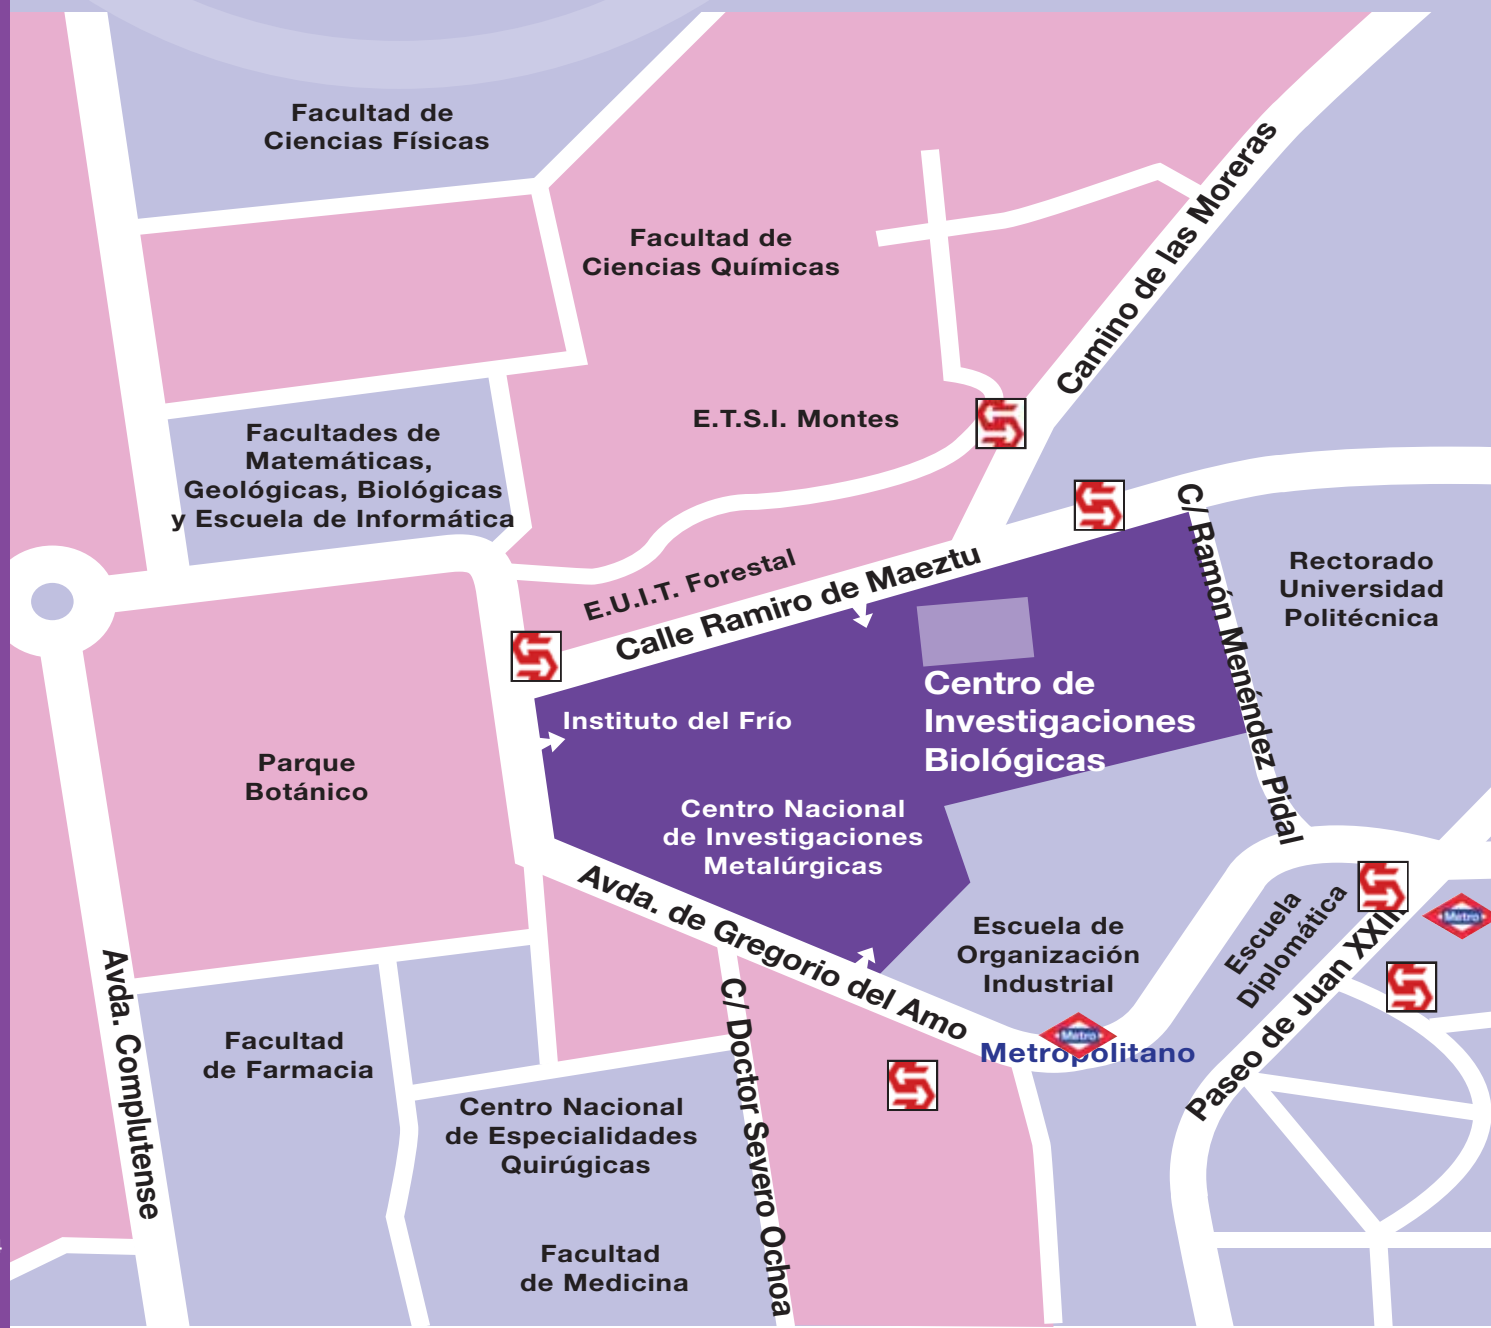 Facultad de
Ciencias Físicas
Facultad de
Ciencias Químicas
Camino de las Moreras
E.T.S.I. Montes
Facultades de
Matemáticas,
Geológicas, Biológicas
y Escuela de Informática
E.U.I.T. Forestal
Calle Ramiro de Maeztu
C/ Ramón Menéndez Pidal
Rectorado
Universidad
Politécnica
Centro de
Investigaciones
Biológicas
Instituto del Frío
Parque
Botánico
Centro Nacional
de Investigaciones
Metalúrgicas
Avda. de Gregorio del Amo
Escuela de
Organización
Industrial
Escuela
Diplomática
Paseo de Juan XXIII
Metro
Metro
Metropolitano
Avda. Complutense
Facultad
de Farmacia
C/ Doctor Severo Ochoa
Centro Nacional
de Especialidades
Quirúgicas
Facultad
de Medicina